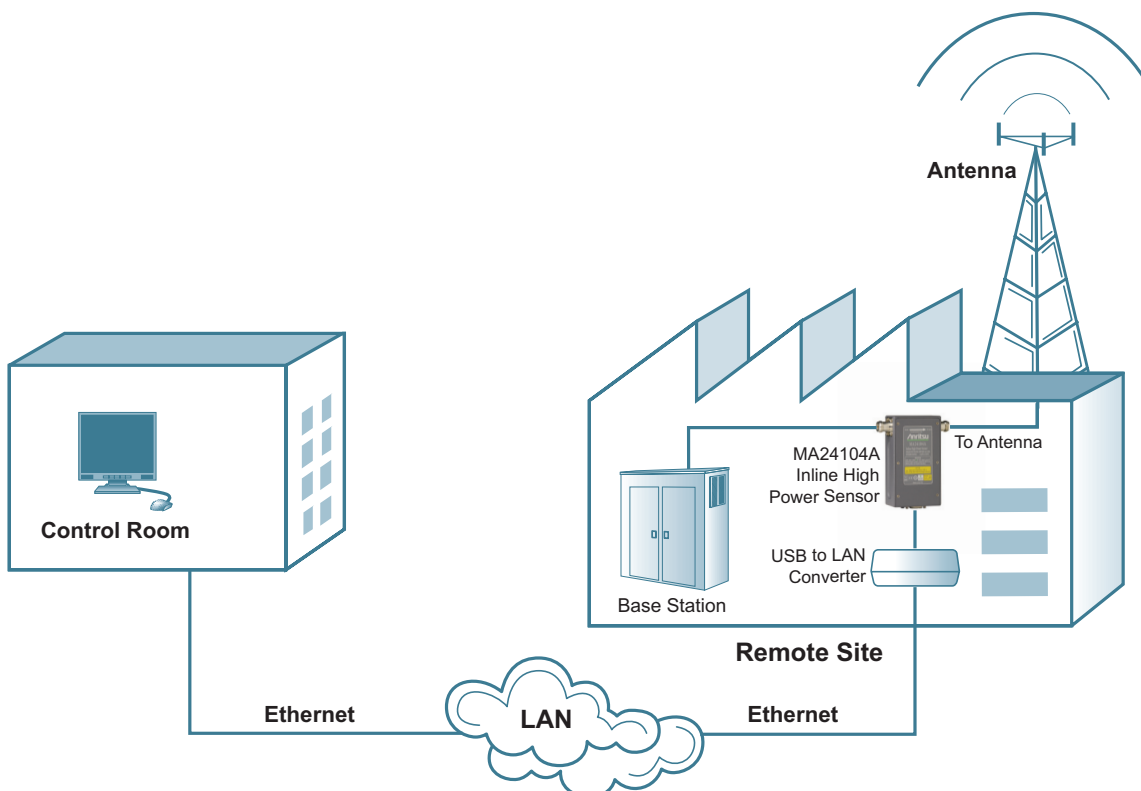 Antenna
To Antenna
MA24104A
Inline High
Power Sensor
Anritsu
Control Room
USB to LAN
Converter
Base Station
Remote Site
Ethernet
LAN
Ethernet